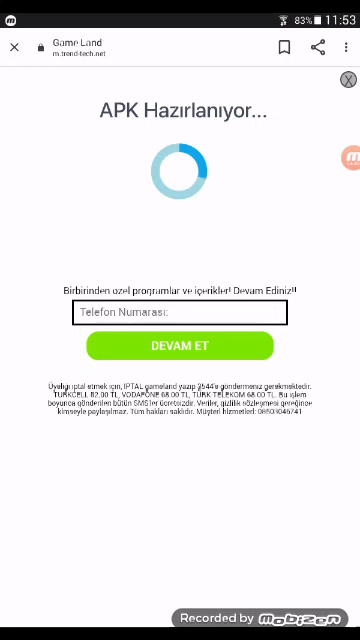 83% 11:53
Game Land
m.trend-tech.net
X
APK Hazırlanıyor...
Birbirinden özel programlar ve içerikler! Devam Ediniz!!
Telefon Numarası:
DEVAM ET
Üyeliği iptal etmek için, IPTAL gameland yazıp 3544'e göndermeniz gerekmektedir.
TURKCELL 82.00 TL, VODAFONE 68.00 TL, TÜRK TELEKOM 68.00 TL. Bu işlem
boyunca gönderilen bütün SMS'ler ücretsizdir. Veriler, gizlilik sözleşmesi gereğince
kimseyle paylaşılmaz. Tüm hakları saklıdır. Müşteri hizmetleri: 08503046741
Recorded by mobizen